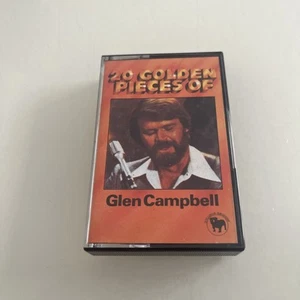 20 GOLDEN
PIECES OF
Glen Campbell